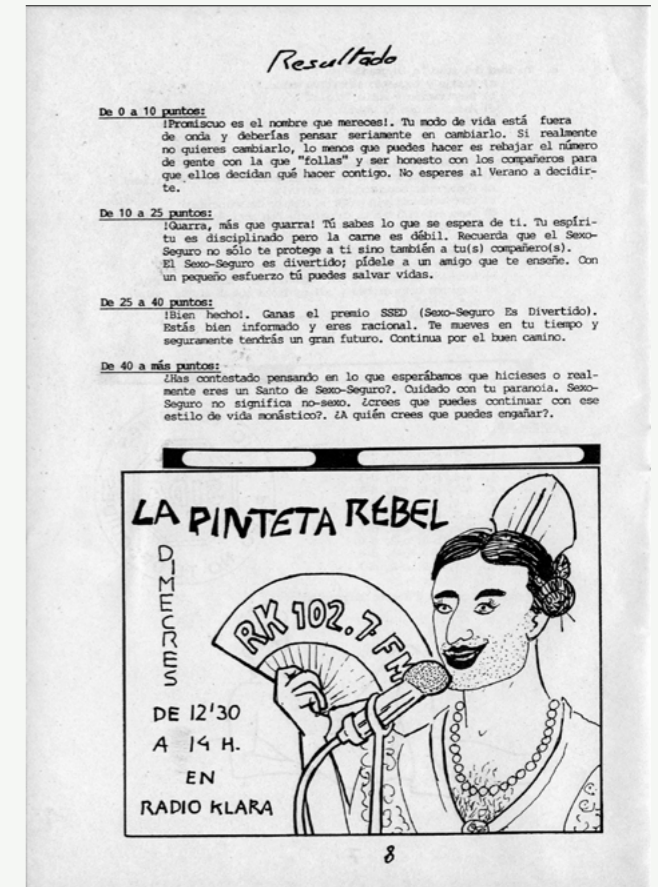 Resultado
De 0 a 10 puntos:
!Promiscuo es el nombre que mereces!. Tu modo de vida está fuera
de onda y deberías pensar seriamente en cambiarlo. Si realmente
no quieres cambiarlo, lo menos que puedes hacer es rebajar el número
de gente con la que "follas" y ser honesto con los compañeros para
que ellos decidan qué hacer contigo. No esperes al Verano a decidir-
te.
De 10 a 25 puntos:
!Guarra, más que guarra! Tú sabes lo que se espera de ti. Tu espíri-
tu es disciplinado pero la carne es débil. Recuerda que el Sexo-
Seguro no sólo te protege a ti sino también a tu(s) compañero(s).
El Sexo-Seguro es divertido; pídele a un amigo que te enseñe. Con
un pequeño esfuerzo tú puedes salvar vidas.
De 25 a 40 puntos:
!Bien hecho!. Ganas el premio SSED (Sexo-Seguro Es Divertido).
Estás bien informado y eres racional. Te mueves en tu tiempo y
seguramente tendrás un gran futuro. Continua por el buen camino.
De 40 a más puntos:
¿Has contestado pensando en lo que esperábamos que hicieses o real-
mente eres un Santo de Sexo-Seguro?. Cuidado con tu paranoia. Sexo-
Seguro no significa no-sexo. ¿crees que puedes continuar con ese
estilo de vida monástico?. ¿A quién crees que puedes engañar?.
LA PINTETA REBEL
DIMECRES
RK 102.7 FM
DE 12'30
A 14 H.
EN
RADIO KLARA
8